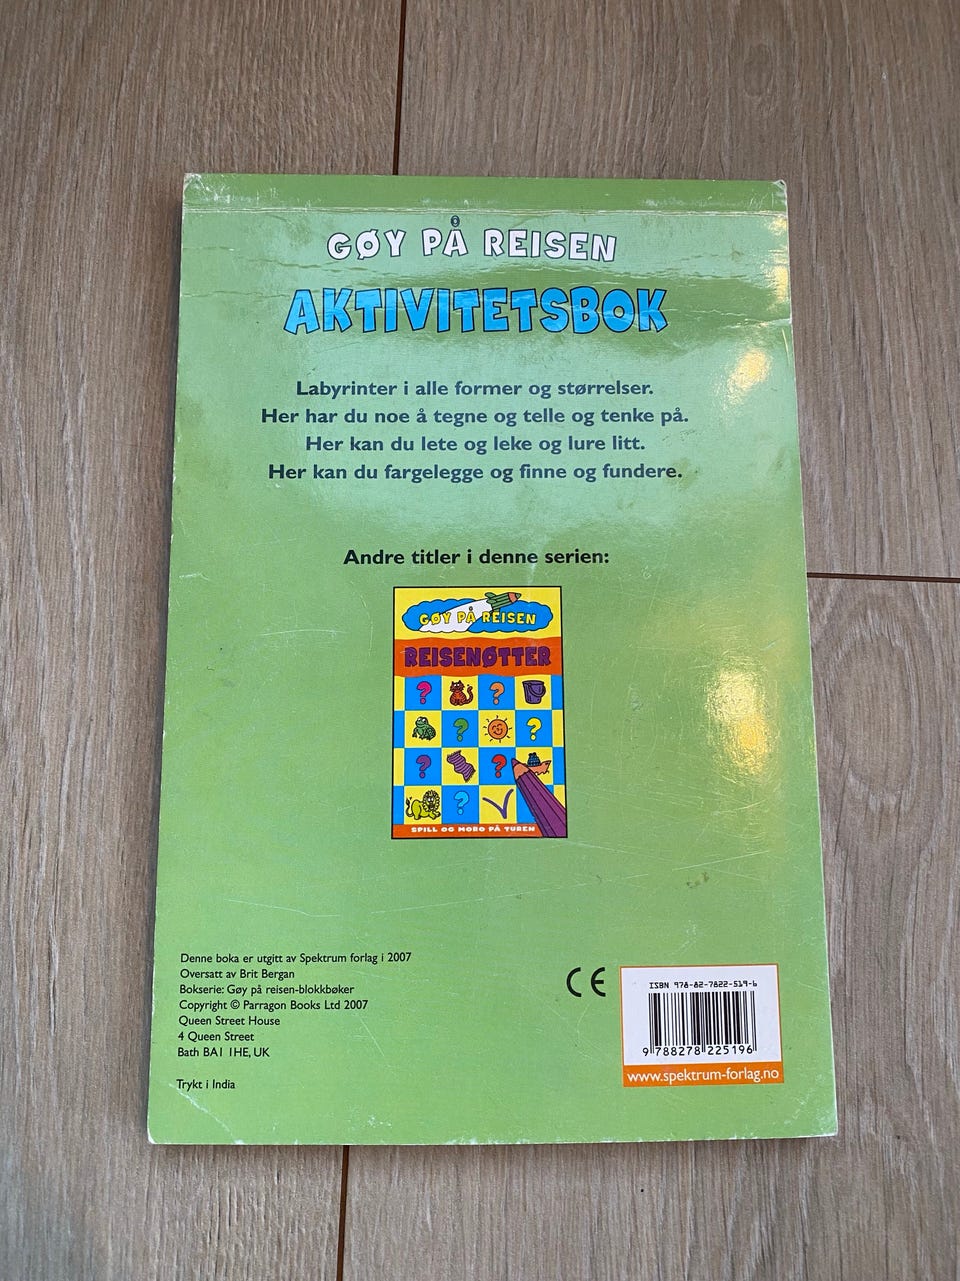 GØY PÅ REISEN
AKTIVITETSBOK
Labyrinter i alle former og størrelser.
Her har du noe å tegne og telle og tenke på.
Her kan du lete og leke og lure litt.
Her kan du fargelegge og finne og fundere.
Andre titler i denne serien:
GØY PÅ REISEN
REISENØTTER
? ?
?  ?
? ?
?
SPILL OG MORO PÅ TUREN
Denne boka er utgitt av Spektrum forlag i 2007
Oversatt av Brit Bergan
Bokserie: Gøy på reisen-blokkbøker
Copyright © Parragon Books Ltd 2007
Queen Street House
4 Queen Street
Bath BA1 1HE, UK
Trykt i India
CE
ISBN 978-82-7822-519-6
9 788278 225196
www.spektrum-forlag.no